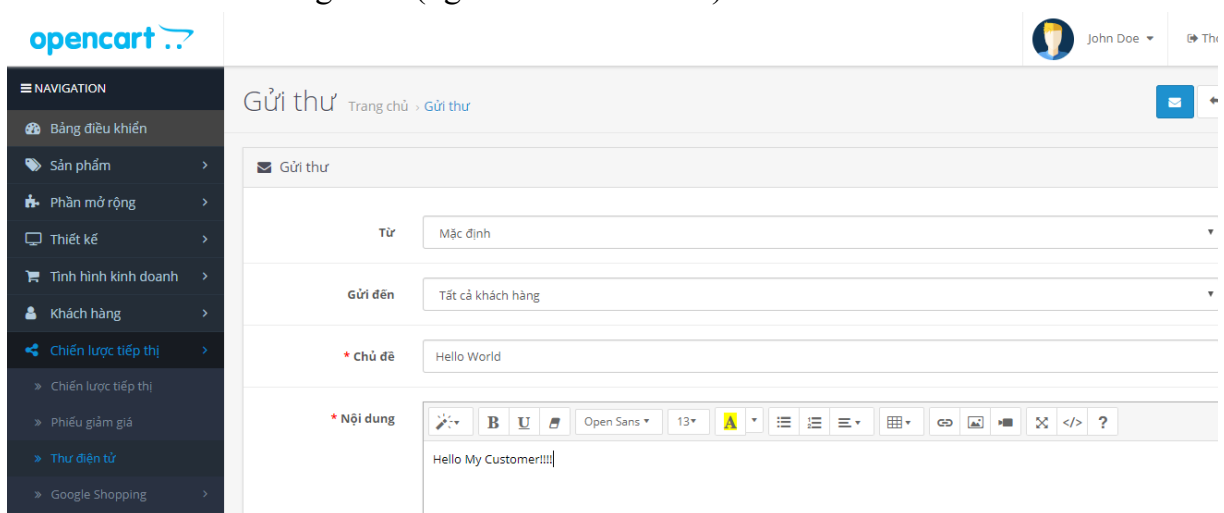 opencart
John Doe
NAVIGATION
Gửi thư Trang chủ › Gửi thư
Bảng điều khiển
Sản phẩm
Gửi thư
Phần mở rộng
Từ Mặc định
Thiết kế
Tình hình kinh doanh
Gửi đến Tất cả khách hàng
Khách hàng
Chiến lược tiếp thị
* Chủ đề Hello World
» Chiến lược tiếp thị
» Phiếu giảm giá
* Nội dung B U Open Sans 13 A </> ?
» Thư điện tử
Hello My Customer!!!!
» Google Shopping